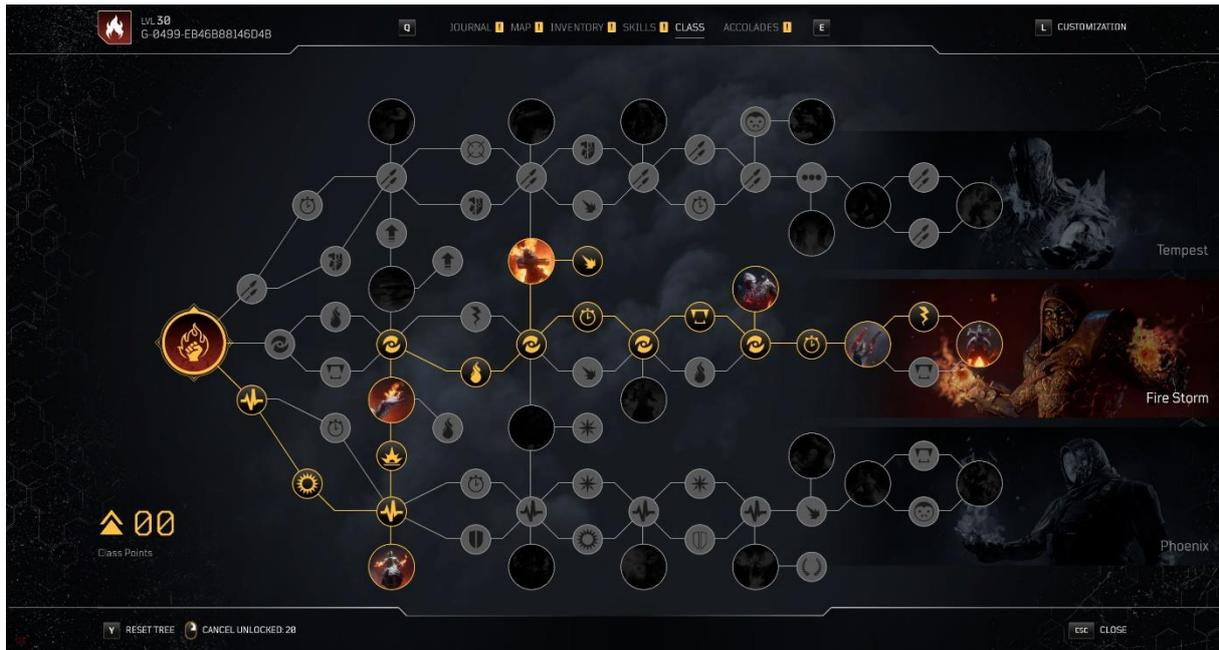 LVL 30
G-0499-EB46B88146D4B
Q JOURNAL ! MAP ! INVENTORY ! SKILLS ! CLASS ACCOLADES ! E
L CUSTOMIZATION
Tempest
Fire Storm
Phoenix
00
Class Points
Y RESET TREE CANCEL UNLOCKED: 20
ESC CLOSE